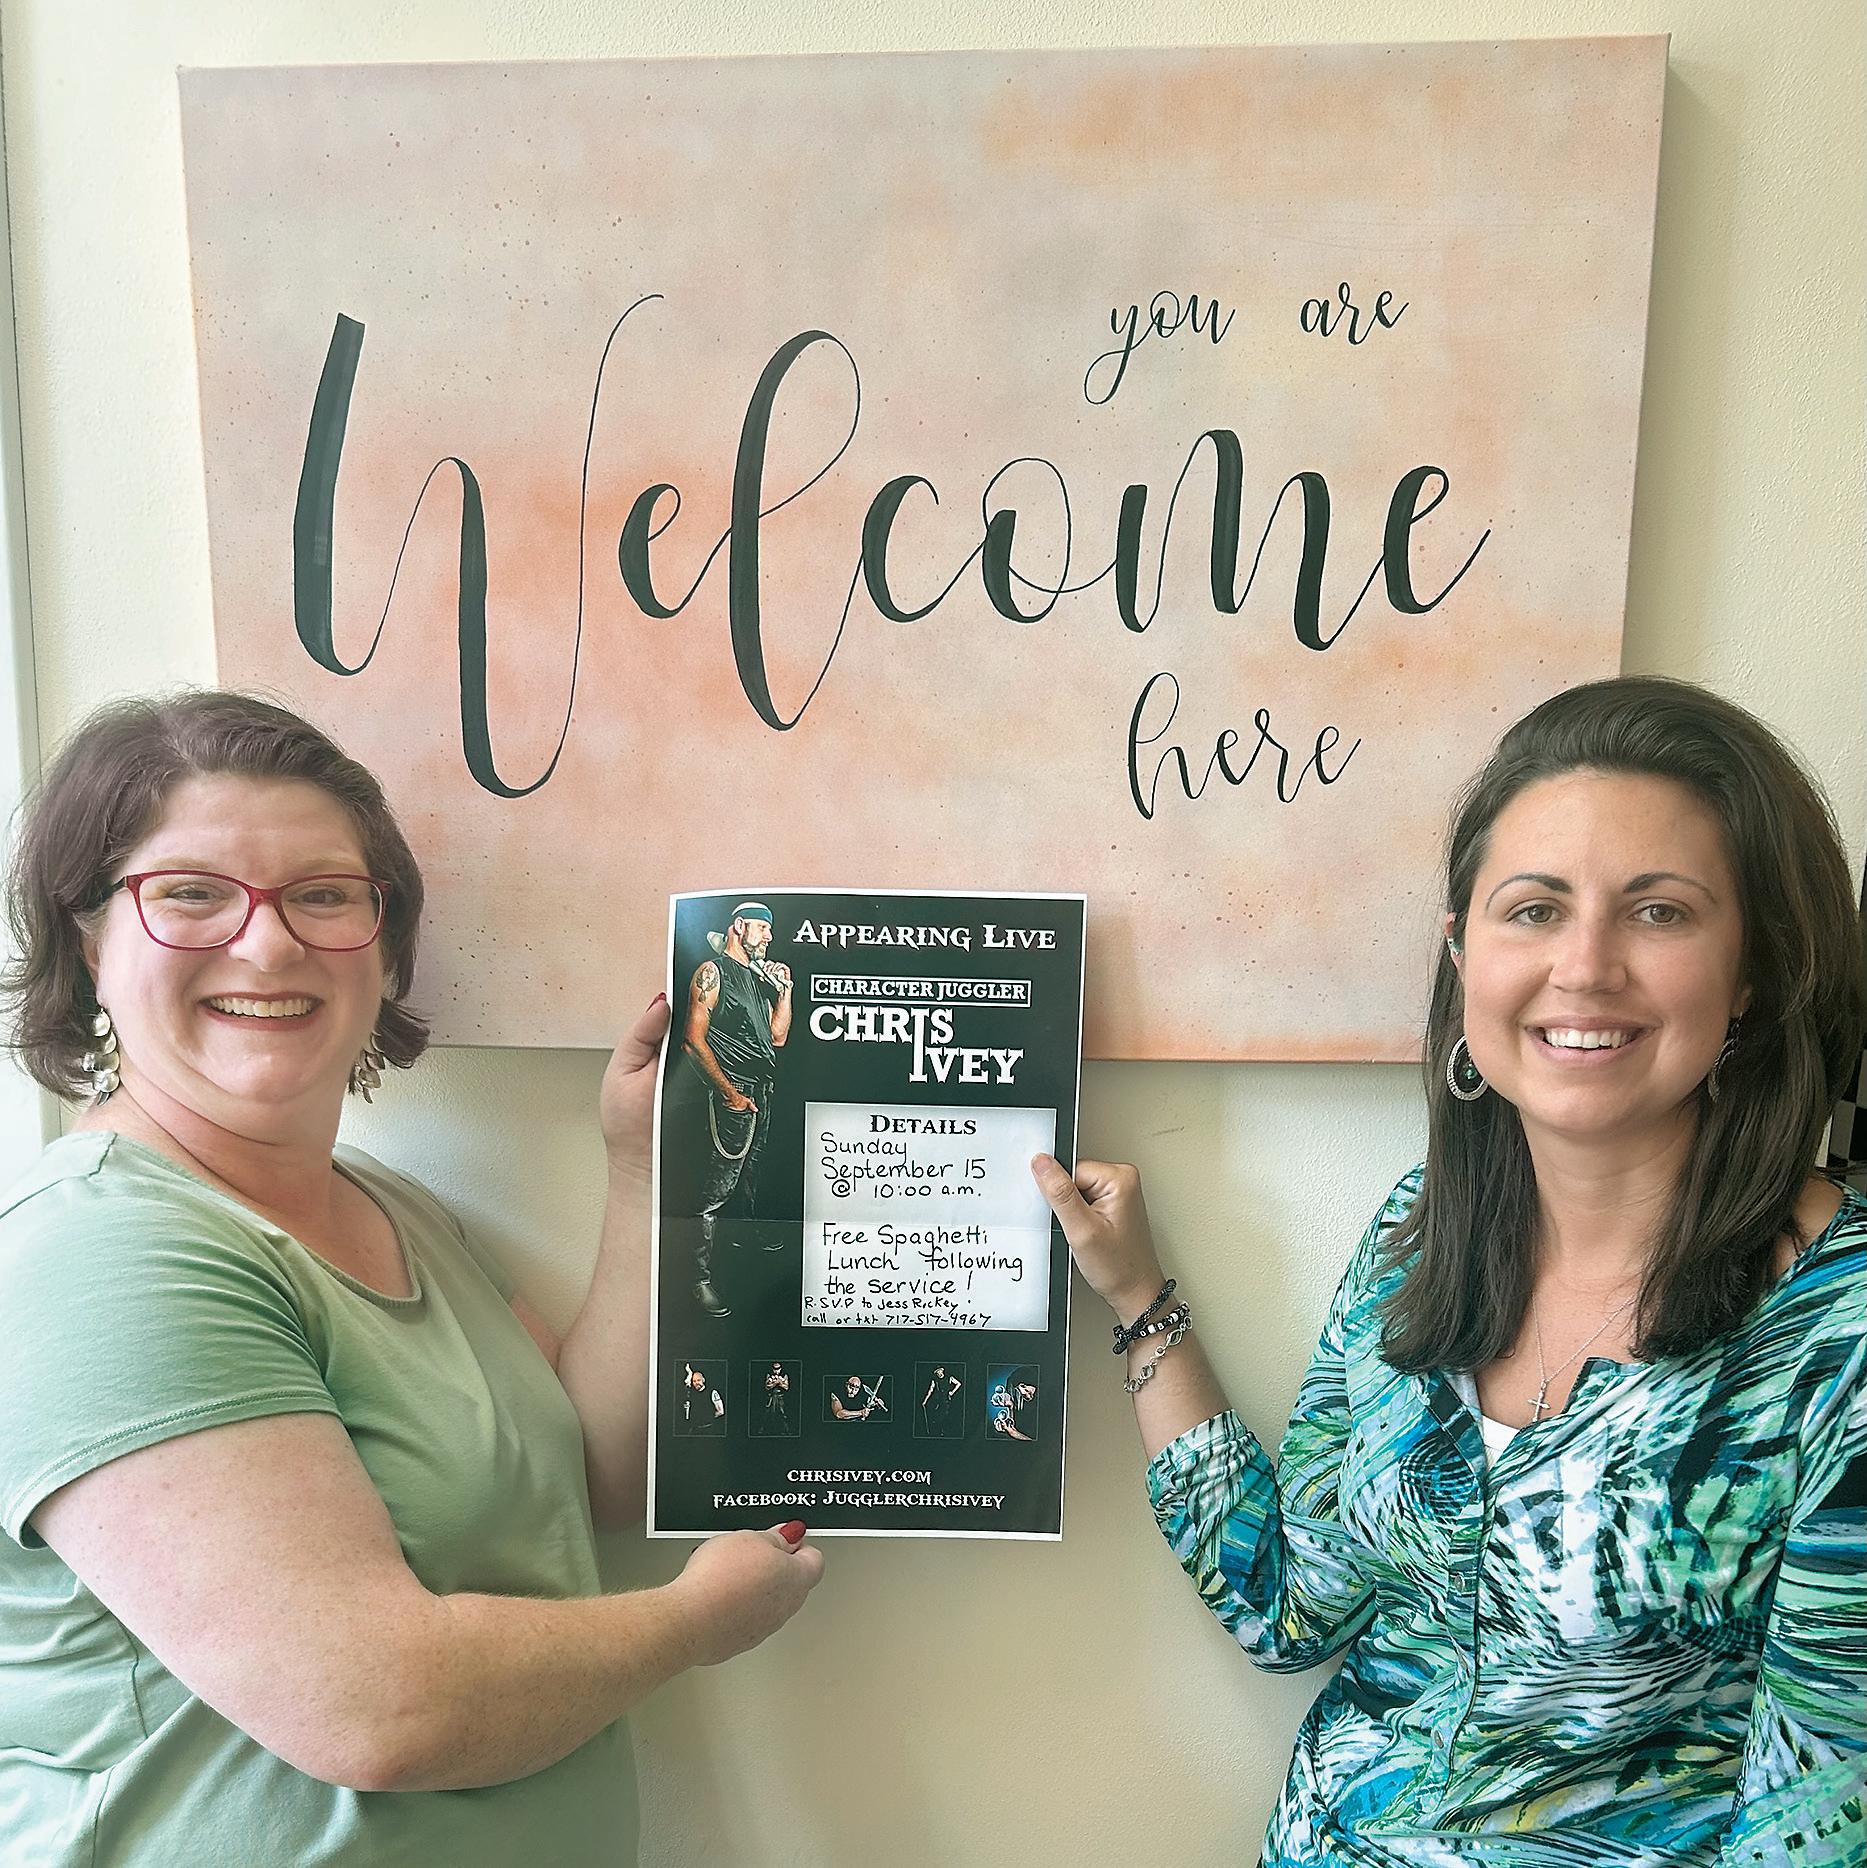 you are
Welcome
here
APPEARING LIVE
CHARACTER JUGGLER
CHRIS
IVEY
DETAILS
Sunday
September 15
@ 10:00 a.m.
Free Spaghetti
Lunch following
the service!
R.S.V.P to Jess Rickey
call or txt 717-517-4967
CHRISIVEY.COM
FACEBOOK: JUGGLERCHRISIVEY